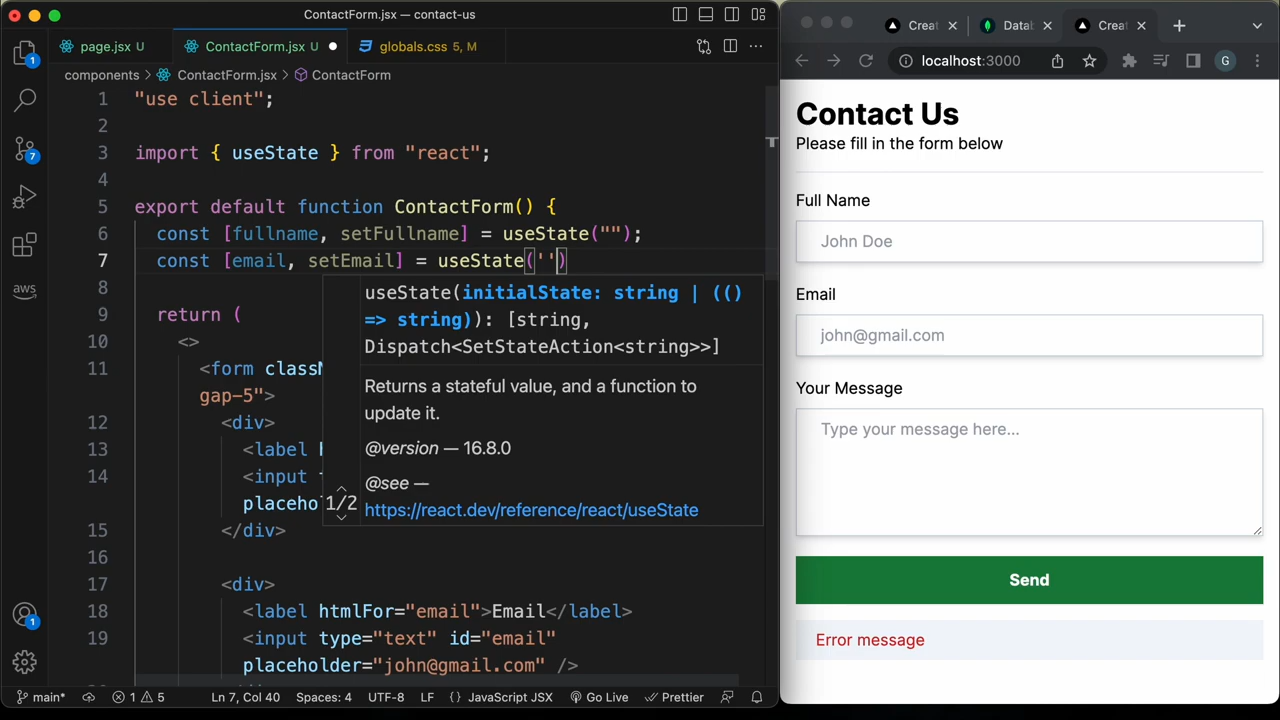 ContactForm.jsx — contact-us
page.jsx U
ContactForm.jsx U
globals.css 5, M
components > ContactForm.jsx > ContactForm
1 "use client";
2
3 import { useState } from "react";
4
5 export default function ContactForm() {
6 const [fullname, setFullname] = useState("");
7 const [email, setEmail] = useState('')
8
9 return (
10 <>
11 <form classN
gap-5">
12 <div>
13 <label h
14 <input t
placeho
15 </div>
16
17 <div>
18 <label htmlFor="email">Email</label>
19 <input type="text" id="email"
placeholder="john@gmail.com" />
useState(initialState: string | (()
=> string)): [string,
Dispatch<SetStateAction<string>>]
Returns a stateful value, and a function to
update it.
@version — 16.8.0
@see —
1/2
https://react.dev/reference/react/useState
1
7
aws
1
main*
1 5
Ln 7, Col 40
Spaces: 4
UTF-8
LF
{} JavaScript JSX
Go Live
Prettier
Creat
Datab
Creat
localhost:3000
G
Contact Us
Please fill in the form below
Full Name
John Doe
Email
john@gmail.com
Your Message
Type your message here...
Send
Error message